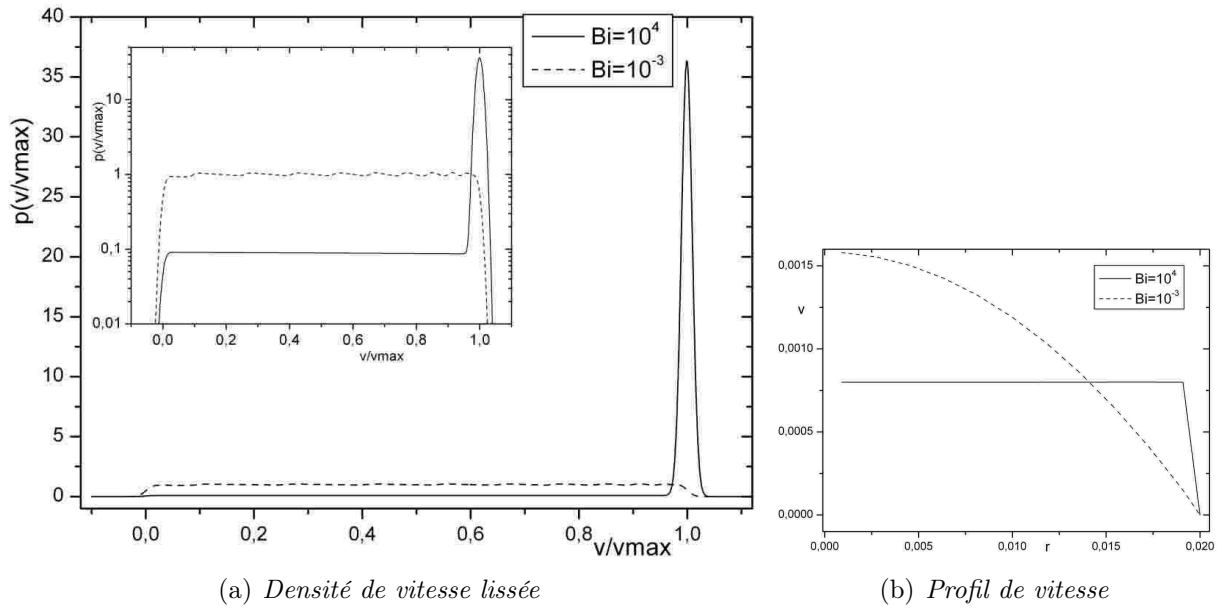 40
35
30
25
20
15
10
5
0
p(v/vmax)
0,0 0,2 0,4 0,6 0,8 1,0
v/vmax
Bi=10⁴
Bi=10⁻³
10
1
0,1
0,01
p(v/vmax)
0,0 0,2 0,4 0,6 0,8 1,0
v/vmax
(a) Densité de vitesse lissée
0,0015
0,0010
0,0005
0,0000
v
Bi=10⁴
Bi=10⁻³
0,000 0,005 0,010 0,015 0,020
r
(b) Profil de vitesse